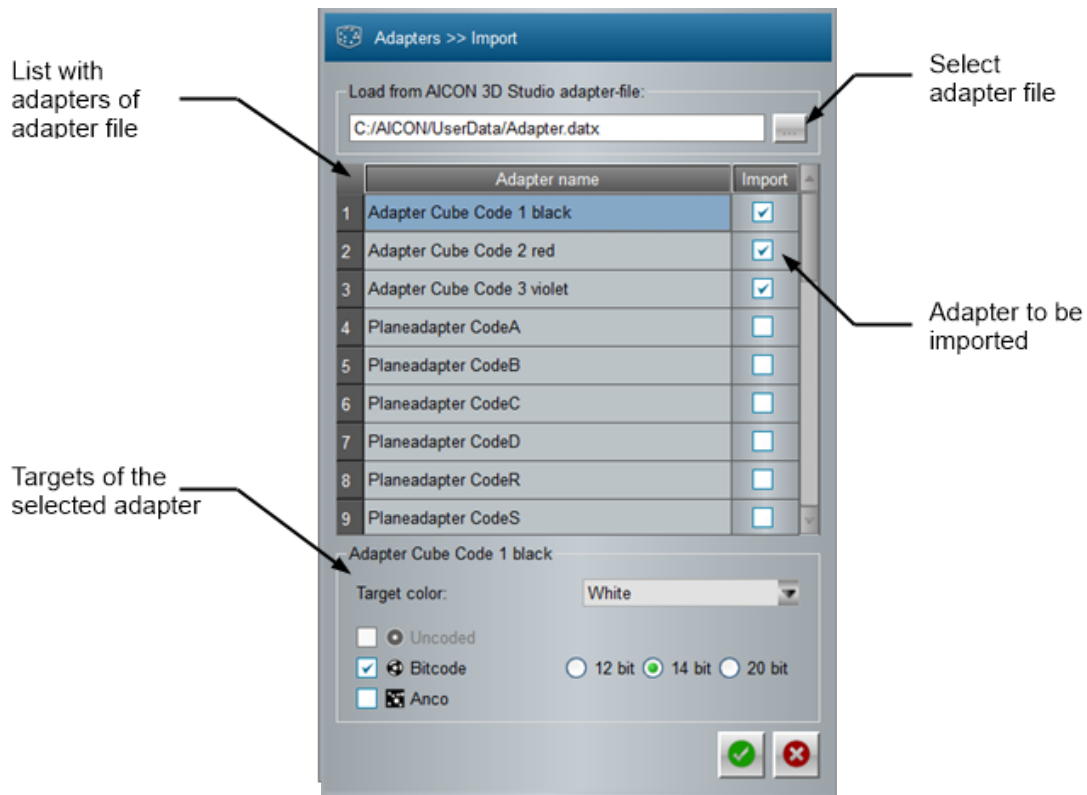 Adapters >> Import
List with
adapters of
adapter file
Select
adapter file
Load from AICON 3D Studio adapter-file:
C:/AICON/UserData/Adapter.datx
...
Adapter name Import
1 Adapter Cube Code 1 black
2 Adapter Cube Code 2 red
3 Adapter Cube Code 3 violet
4 Planeadapter CodeA
5 Planeadapter CodeB
6 Planeadapter CodeC
7 Planeadapter CodeD
8 Planeadapter CodeR
9 Planeadapter CodeS
Adapter to be
imported
Targets of the
selected adapter
Adapter Cube Code 1 black
Target color: White
Uncoded
Bitcode 12 bit 14 bit 20 bit
Anco